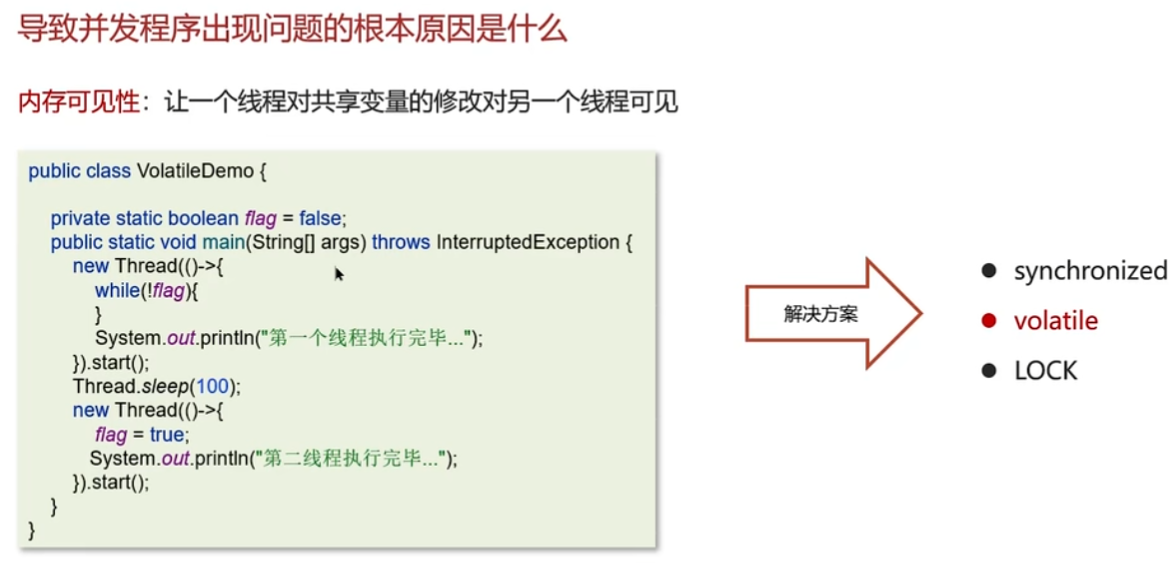 导致并发程序出现问题的根本原因是什么
内存可见性：让一个线程对共享变量的修改对另一个线程可见
public class VolatileDemo {
private static boolean flag = false;
public static void main(String[] args) throws InterruptedException {
new Thread(()->{
while(!flag){
}
System.out.println("第一个线程执行完毕...");
}).start();
Thread.sleep(100);
new Thread(()->{
flag = true;
System.out.println("第二线程执行完毕...");
}).start();
}
}
解决方案
synchronized
volatile
LOCK